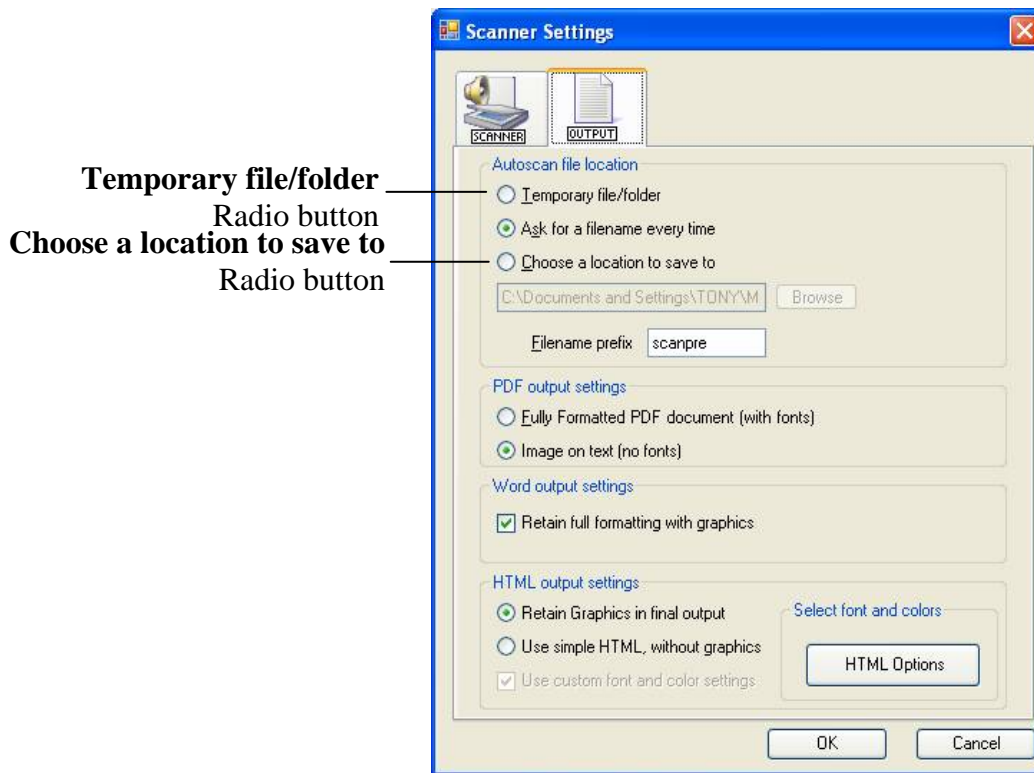 Scanner Settings
SCANNER
OUTPUT
Autoscan file location
Temporary file/folder
Radio button
Temporary file/folder
Ask for a filename every time
Choose a location to save to
Radio button
Choose a location to save to
C:\Documents and Settings\TONY\M
Browse
Filename prefix scanpre
PDF output settings
Fully Formatted PDF document (with fonts)
Image on text (no fonts)
Word output settings
Retain full formatting with graphics
HTML output settings
Retain Graphics in final output
Use simple HTML, without graphics
Use custom font and color settings
Select font and colors
HTML Options
OK
Cancel